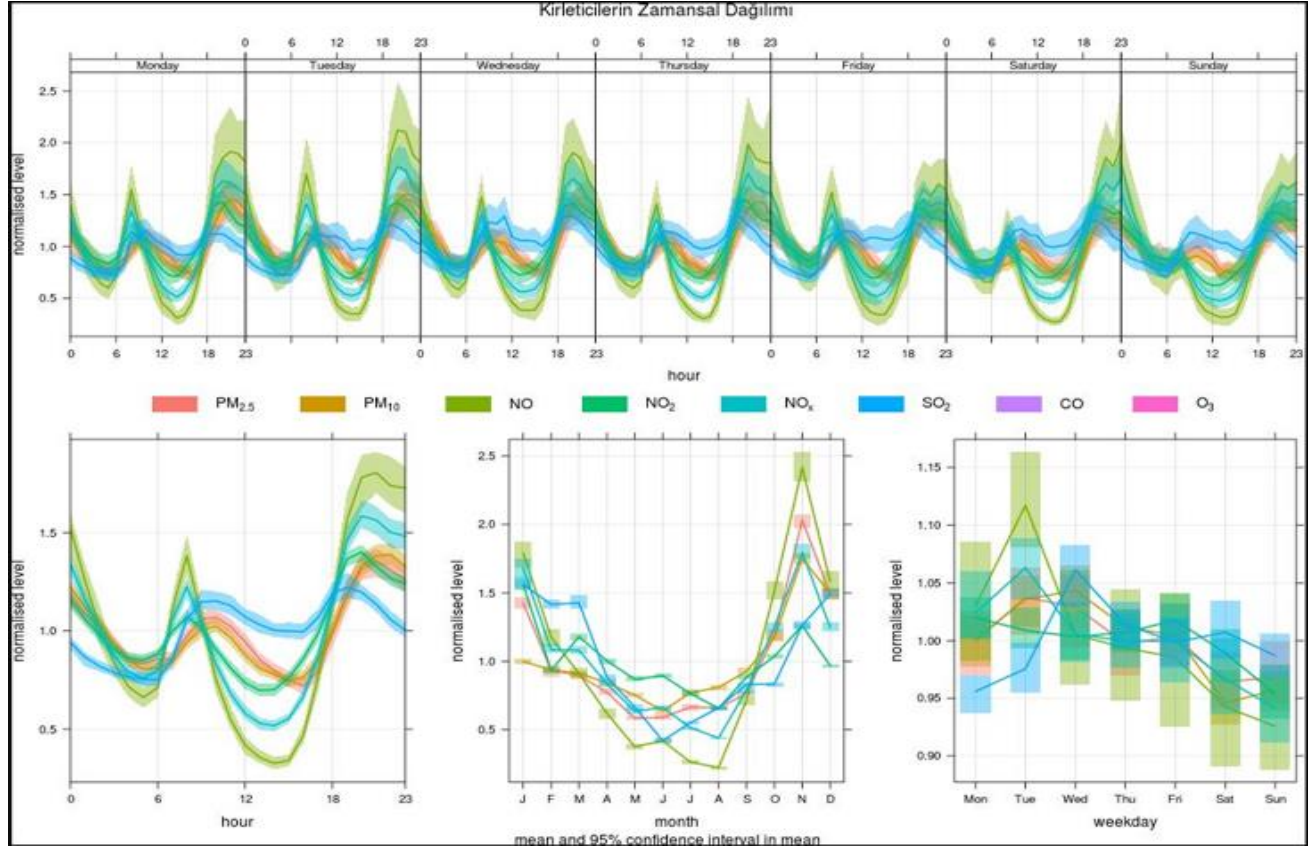 Kirleticilerin Zamansal Dağılımı
0 6 12 18 23 0 6 12 18 23 0 6 12 18 23
Monday Tuesday Wednesday Thursday Friday Saturday Sunday
normalised level
2.5
2.0
1.5
1.0
0.5
0 6 12 18 23 0 6 12 18 23 0 6 12 18 23 0 6 12 18 23
hour
PM2.5 PM10 NO NO2 NOx SO2 CO O3
normalised level
1.5
1.0
0.5
0 6 12 18 23
hour
normalised level
2.5
2.0
1.5
1.0
0.5
J F M A M J J A S O N D
month
mean and 95% confidence interval in mean
normalised level
1.15
1.10
1.05
1.00
0.95
0.90
Mon Tue Wed Thu Fri Sat Sun
weekday